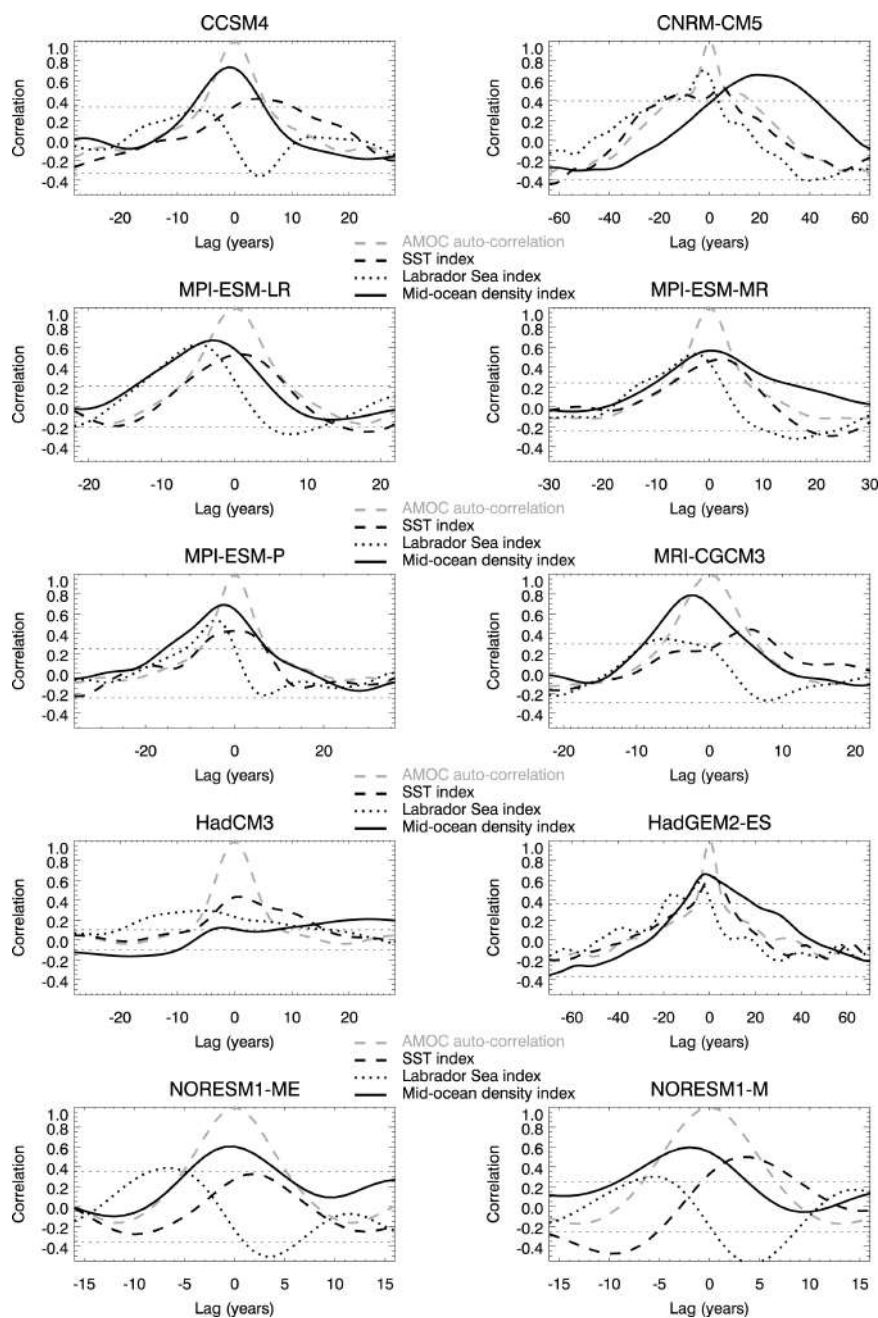 CCSM4
CNRM-CM5
1.0
0.8
0.6
0.4
0.2
0.0
-0.2
-0.4
Correlation
-20 -10 0 10 20
Lag (years)
1.0
0.8
0.6
0.4
0.2
0.0
-0.2
-0.4
Correlation
-60 -40 -20 0 20 40 60
Lag (years)
AMOC auto-correlation
SST index
Labrador Sea index
Mid-ocean density index
MPI-ESM-LR
MPI-ESM-MR
1.0
0.8
0.6
0.4
0.2
0.0
-0.2
-0.4
Correlation
-20 -10 0 10 20
Lag (years)
1.0
0.8
0.6
0.4
0.2
0.0
-0.2
-0.4
Correlation
-30 -20 -10 0 10 20 30
Lag (years)
AMOC auto-correlation
SST index
Labrador Sea index
Mid-ocean density index
MPI-ESM-P
MRI-CGCM3
1.0
0.8
0.6
0.4
0.2
0.0
-0.2
-0.4
Correlation
-20 0 20
Lag (years)
1.0
0.8
0.6
0.4
0.2
0.0
-0.2
-0.4
Correlation
-20 -10 0 10 20
Lag (years)
AMOC auto-correlation
SST index
Labrador Sea index
Mid-ocean density index
HadCM3
HadGEM2-ES
1.0
0.8
0.6
0.4
0.2
0.0
-0.2
-0.4
Correlation
-20 -10 0 10 20
Lag (years)
1.0
0.8
0.6
0.4
0.2
0.0
-0.2
-0.4
Correlation
-60 -40 -20 0 20 40 60
Lag (years)
AMOC auto-correlation
SST index
Labrador Sea index
Mid-ocean density index
NORESM1-ME
NORESM1-M
1.0
0.8
0.6
0.4
0.2
0.0
-0.2
-0.4
Correlation
-15 -10 -5 0 5 10 15
Lag (years)
1.0
0.8
0.6
0.4
0.2
0.0
-0.2
-0.4
Correlation
-15 -10 -5 0 5 10 15
Lag (years)